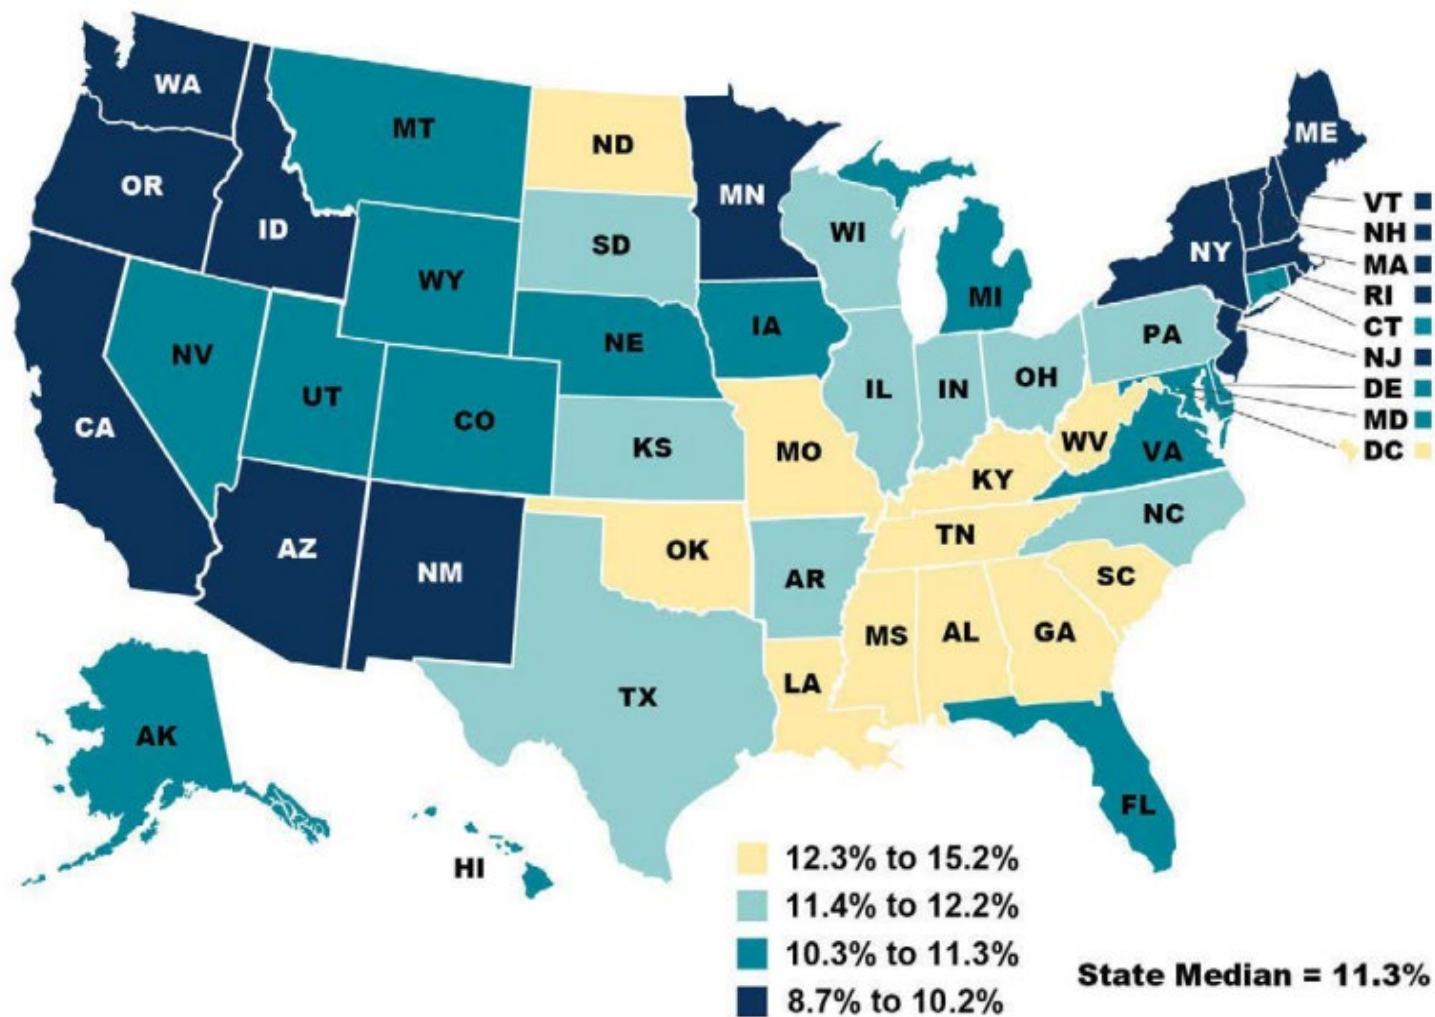 WA
MT
ND
ME
OR
MN
VT
ID
SD
WI
NY
NH
MA
WY
MI
RI
NV
NE
IA
PA
CT
NJ
UT
CO
IL
IN
OH
DE
CA
KS
MO
WV
VA
MD
DC
KY
AZ
NM
OK
AR
TN
NC
SC
TX
LA
MS
AL
GA
AK
FL
HI
12.3% to 15.2%
11.4% to 12.2%
10.3% to 11.3%
8.7% to 10.2%
State Median = 11.3%